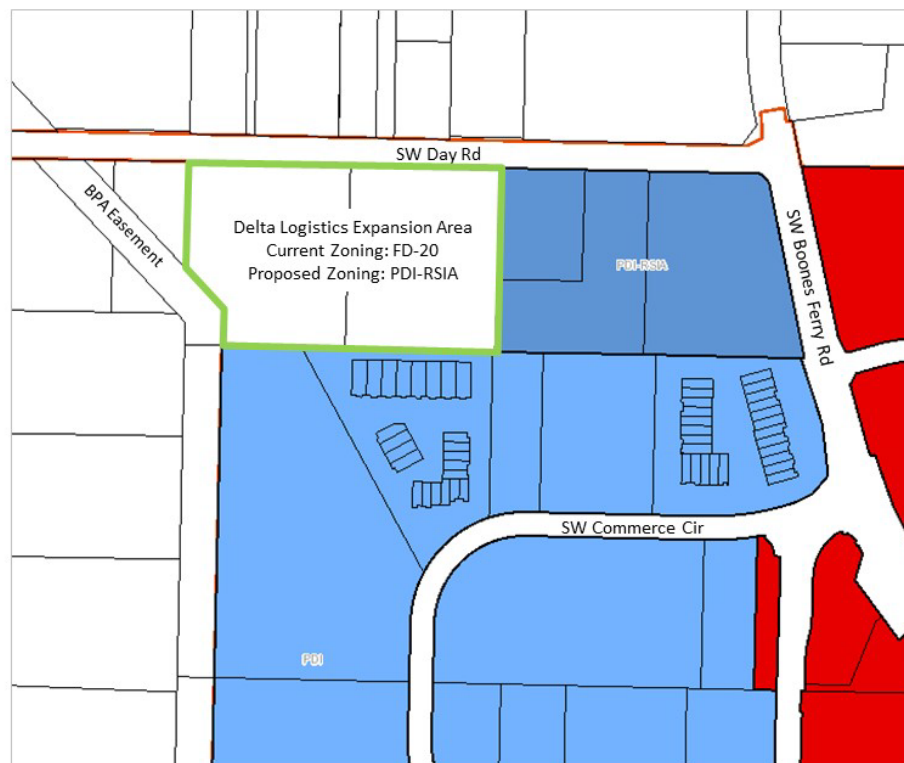 SW Day Rd
BPA Easement
Delta Logistics Expansion Area
Current Zoning: FD-20
Proposed Zoning: PDI-RSIA
PDI-RSIA
SW Boones Ferry Rd
SW Commerce Cir
PDI